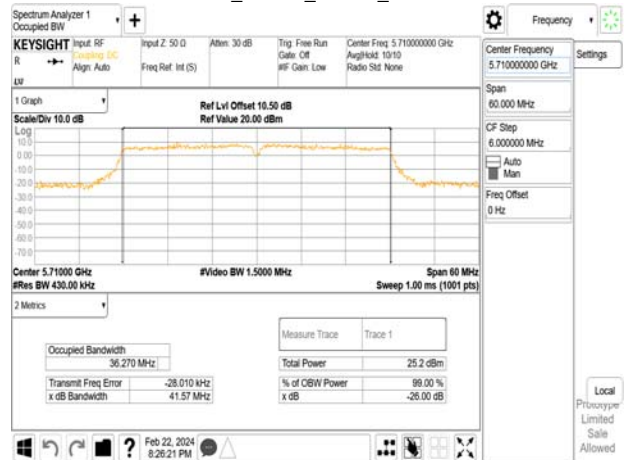 Spectrum Analyzer 1
Occupied BW
Frequency
KEYSIGHT
R
LVI
Input: RF
Coupling: DC
Align: Auto
Input Z: 50 Ω
Freq Ref: Int (S)
Atten: 30 dB
Trig: Free Run
Gate: Off
#IF Gain: Low
Center Freq: 5.710000000 GHz
Avg|Hold: 10/10
Radio Std: None
Center Frequency
5.710000000 GHz
Settings
Span
60.000 MHz
CF Step
6.000000 MHz
Auto
Man
Freq Offset
0 Hz
1 Graph
Scale/Div 10.0 dB
Ref Lvl Offset 10.50 dB
Ref Value 20.00 dBm
Log
10.0
0.00
-10.0
-20.0
-30.0
-40.0
-50.0
-60.0
-70.0
Center 5.71000 GHz
#Res BW 430.00 kHz
#Video BW 1.5000 MHz
Span 60 MHz
Sweep 1.00 ms (1001 pts)
2 Metrics
Measure Trace Trace 1
Occupied Bandwidth
36.270 MHz
Total Power 25.2 dBm
Transmit Freq Error -28.010 kHz
% of OBW Power 99.00 %
x dB Bandwidth 41.57 MHz
x dB -26.00 dB
Local
Prototype
Limited
Sale
Allowed
Feb 22, 2024
8:26:21 PM